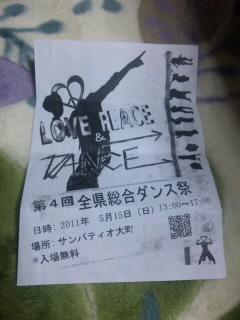 LOVE PEACE
&
DANCE
第4回 全県総合ダンス祭
日時： 2011年 5月15日（日）13:00～17:00
場所： サンパティオ大町
※入場無料